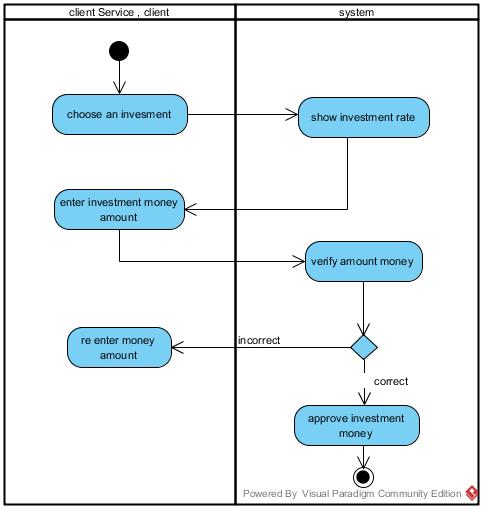 client Service , client
system
choose an invesment
show investment rate
enter investment money
amount
verify amount money
re enter money
amount
incorrect
correct
approve investment
money
Powered By Visual Paradigm Community Edition